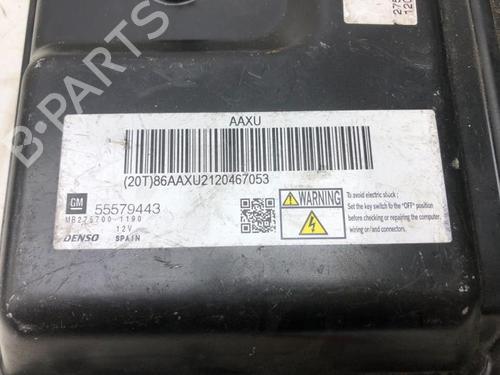 AAXU
(20T)86AAXU2120467053
GM
55579443
MB275700-1190
12V
DENSO
SPAIN
WARNING
To avoid electric shock,
Set the key switch to the "OFF" position
before checking or repairing the computer,
wiring on/and connectors.
B-PARTS